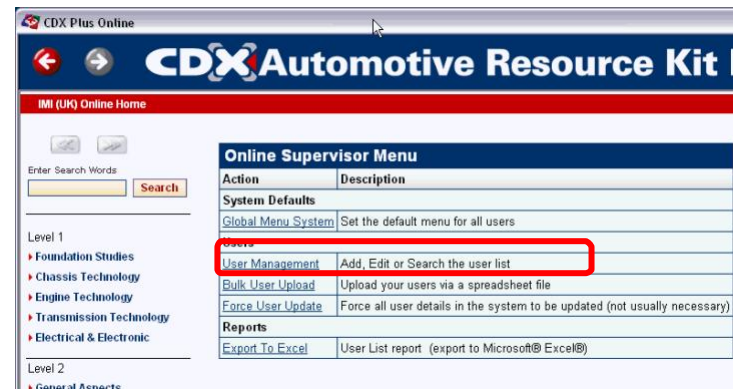 CDX Plus Online
CDX Automotive Resource Kit
IMI (UK) Online Home
Enter Search Words
Search
Level 1
Foundation Studies
Chassis Technology
Engine Technology
Transmission Technology
Electrical & Electronic
Level 2
General Aspects
Online Supervisor Menu
Action Description
System Defaults
Global Menu System Set the default menu for all users
Users
User Management Add, Edit or Search the user list
Bulk User Upload Upload your users via a spreadsheet file
Force User Update Force all user details in the system to be updated (not usually necessary)
Reports
Export To Excel User List report (export to Microsoft® Excel®)